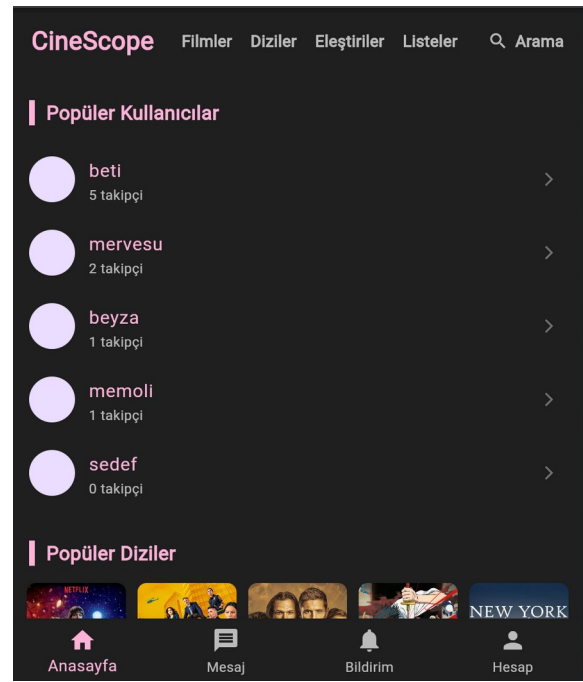 CineScope Filmler Diziler Eleştiriler Listeler Arama
Popüler Kullanıcılar
beti
5 takipçi
mervesu
2 takipçi
beyza
1 takipçi
memoli
1 takipçi
sedef
0 takipçi
Popüler Diziler
NETFLIX
NEW YORK
Anasayfa Mesaj Bildirim Hesap